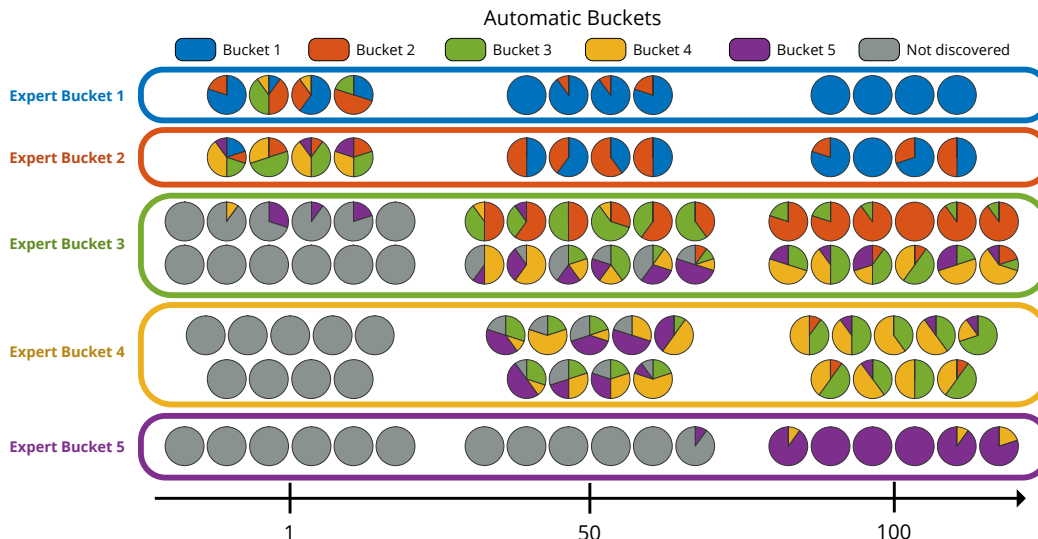 Automatic Buckets
Bucket 1 Bucket 2 Bucket 3 Bucket 4 Bucket 5 Not discovered
Expert Bucket 1
Expert Bucket 2
Expert Bucket 3
Expert Bucket 4
Expert Bucket 5
1 50 100